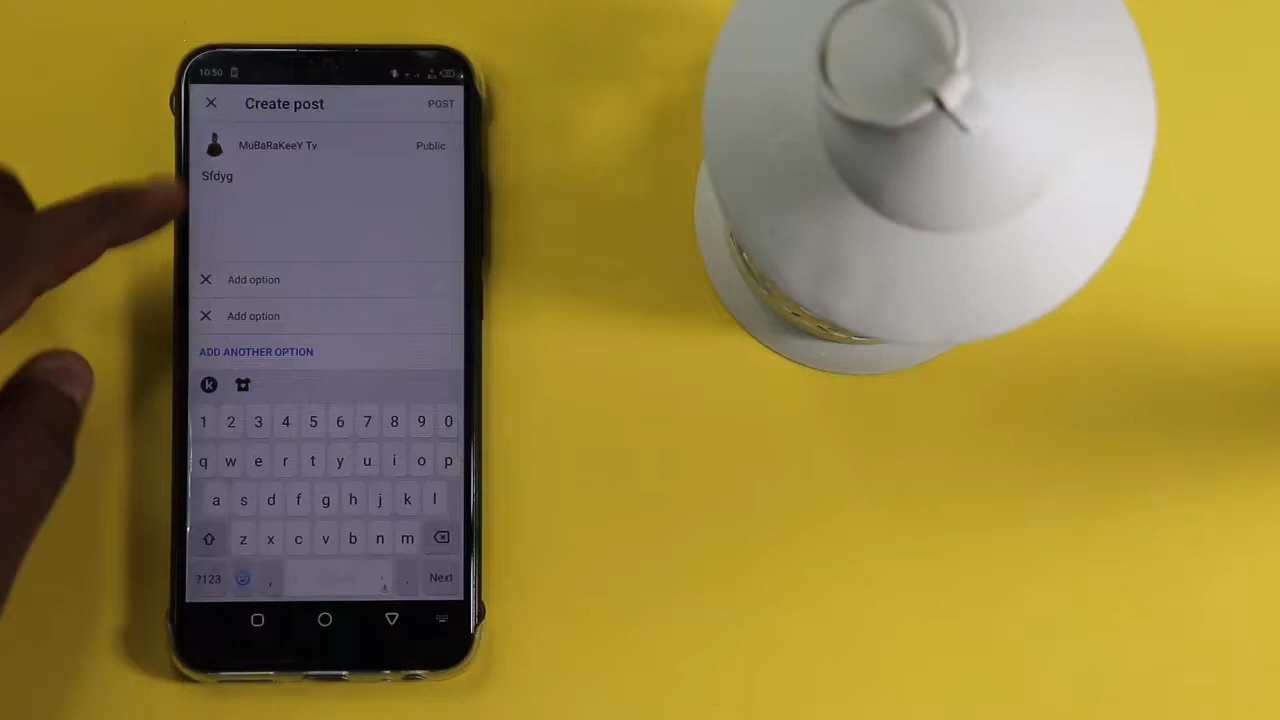 10:50
Create post
POST
MuBaRaKeeY Tv
Public
Sfdyg
Add option
Add option
ADD ANOTHER OPTION
k
1 2 3 4 5 6 7 8 9 0
q w e r t y u i o p
a s d f g h j k l
z x c v b n m
?123 , . Next